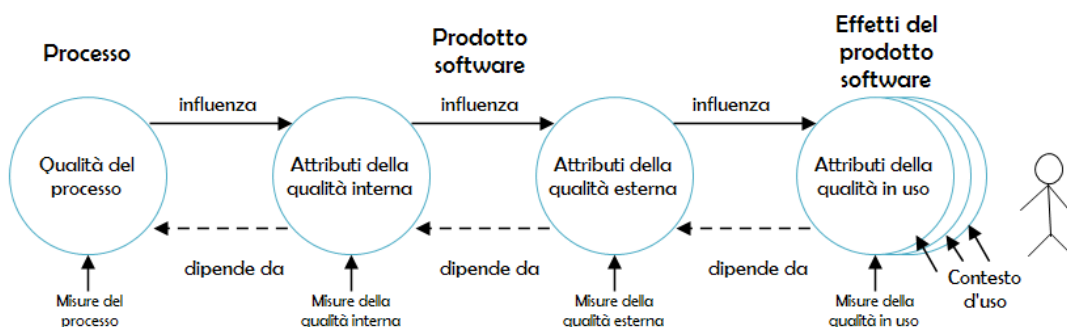 Processo
Prodotto
software
Effetti del
prodotto
software
influenza
influenza
influenza
Qualità del
processo
Attributi della
qualità interna
Attributi della
qualità esterna
Attributi della
qualità in uso
dipende da
dipende da
dipende da
Contesto
d'uso
Misure del
processo
Misure della
qualità interna
Misure della
qualità esterna
Misure della
qualità in uso